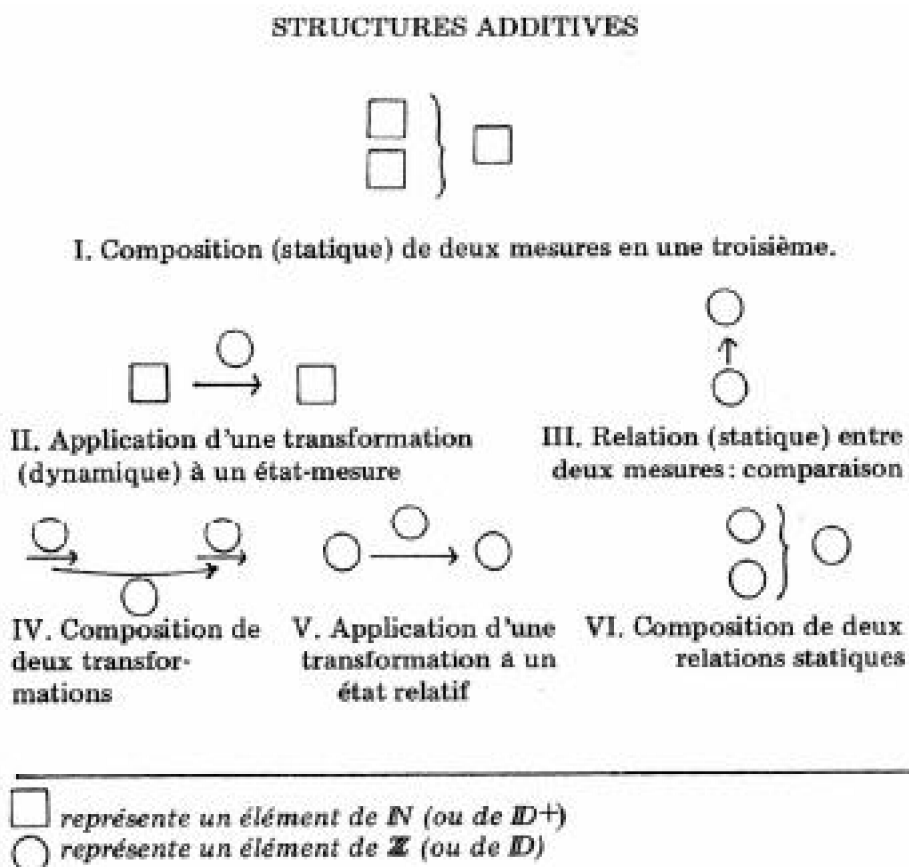 STRUCTURES ADDITIVES
I. Composition (statique) de deux mesures en une troisième.
II. Application d'une transformation
(dynamique) à un état-mesure
III. Relation (statique) entre
deux mesures: comparaison
IV. Composition de
deux transfor-
mations
V. Application d'une
transformation à un
état relatif
VI. Composition de deux
relations statiques
représente un élément de ℕ (ou de 𝔻+)
représente un élément de ℤ (ou de 𝔻)